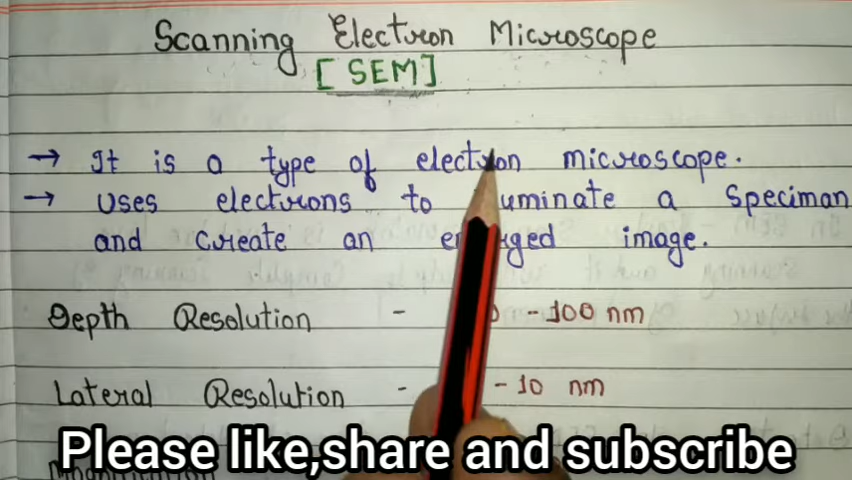 Scanning Electron Microscope
[SEM]
→ It is a type of electron microscope.
→ Uses electrons to uminate a Speciman
and create an en ged image.
Depth Resolution - - 100 nm
Lateral Resolution - - 10 nm
Please like,share and subscribe